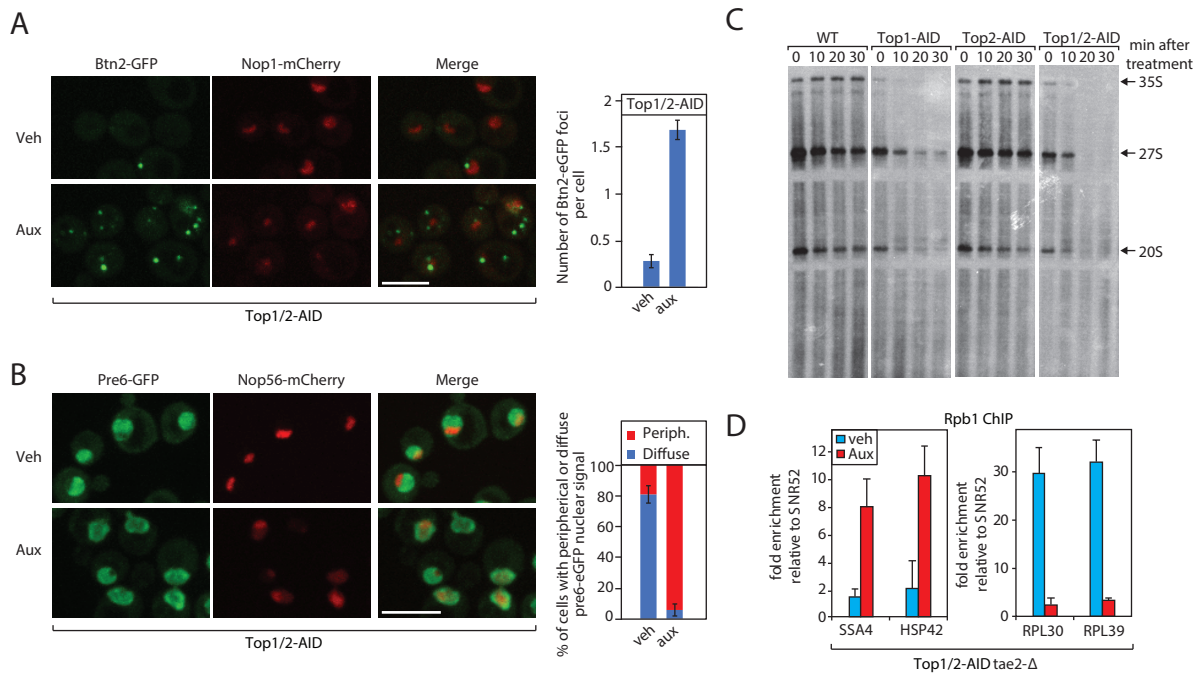 A
Btn2-GFP Nop1-mCherry Merge
Veh
Aux
Top1/2-AID
Top1/2-AID
Number of Btn2-eGFP foci
per cell
2
1.5
1
0.5
0
veh
aux
B
Pre6-GFP Nop56-mCherry Merge
Veh
Aux
Top1/2-AID
Periph.
Diffuse
% of cells with peripherical or diffuse
pre6-eGFP nuclear signal
100
80
60
40
20
0
veh
aux
C
WT Top1-AID Top2-AID Top1/2-AID
0 10 20 30 0 10 20 30 0 10 20 30 0 10 20 30
min after
treatment
35S
27S
20S
D
Rpb1 ChIP
veh
Aux
fold enrichment
relative to SNR52
12
10
8
6
4
2
0
SSA4 HSP42
fold enrichment
relative to SNR52
30
20
10
0
RPL30 RPL39
Top1/2-AID tae2-Δ